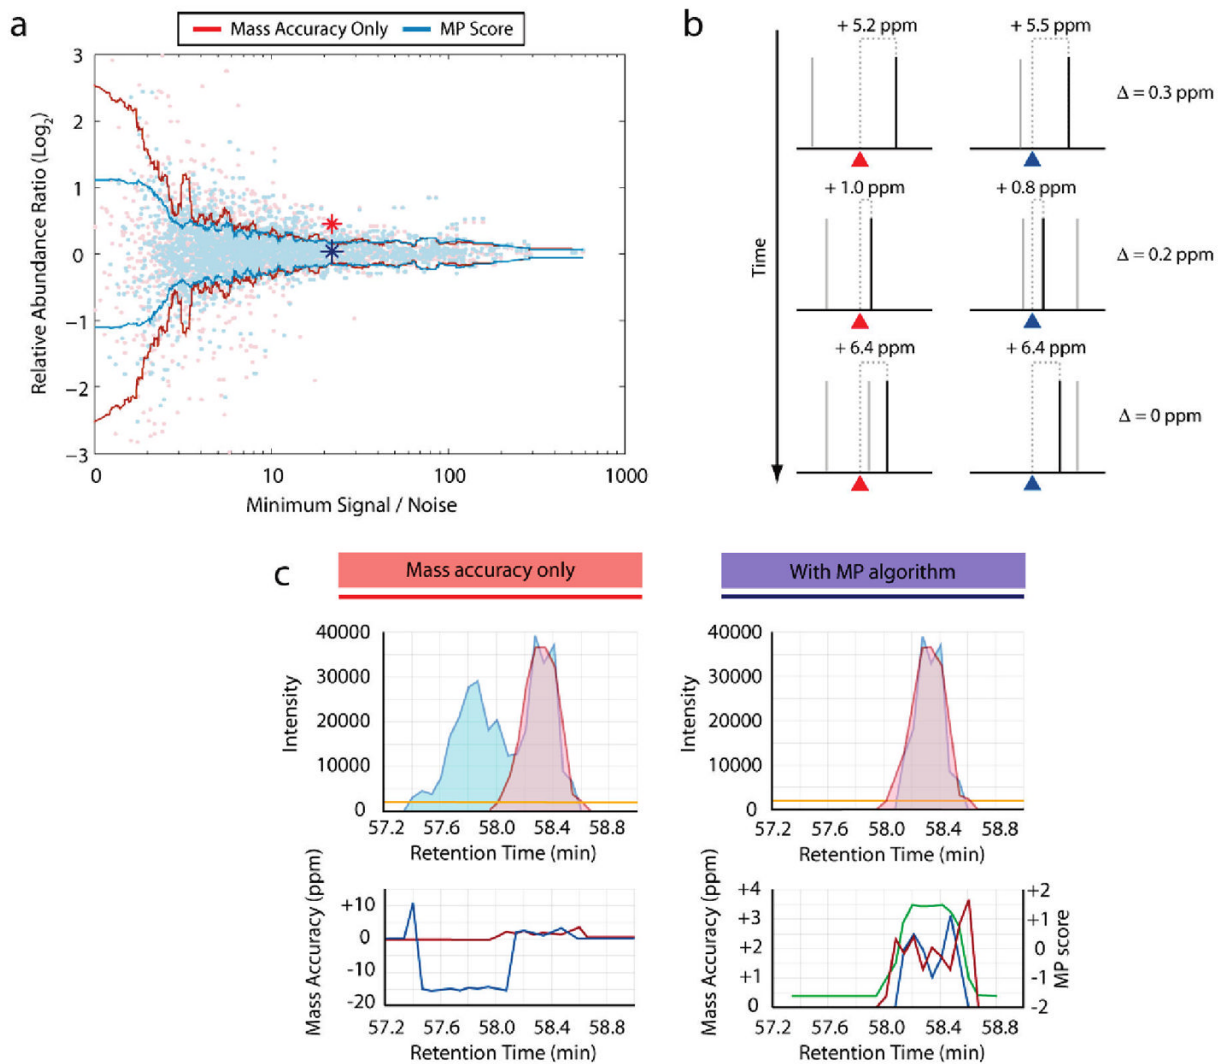 a
Mass Accuracy Only
MP Score
3
2
1
0
−1
−2
−3
Relative Abundance Ratio (Log2)
0
10
100
1000
Minimum Signal / Noise
b
Time
+ 5.2 ppm
+ 5.5 ppm
Δ = 0.3 ppm
+ 1.0 ppm
+ 0.8 ppm
Δ = 0.2 ppm
+ 6.4 ppm
+ 6.4 ppm
Δ = 0 ppm
c
Mass accuracy only
40000
30000
20000
10000
0
Intensity
57.2 57.6 58.0 58.4 58.8
Retention Time (min)
+10
0
-10
-20
Mass Accuracy (ppm)
57.2 57.6 58.0 58.4 58.8
Retention Time (min)
With MP algorithm
40000
30000
20000
10000
0
Intensity
57.2 57.6 58.0 58.4 58.8
Retention Time (min)
+4
+3
+2
+1
0
Mass Accuracy (ppm)
+2
+1
0
-1
-2
MP score
57.2 57.6 58.0 58.4 58.8
Retention Time (min)